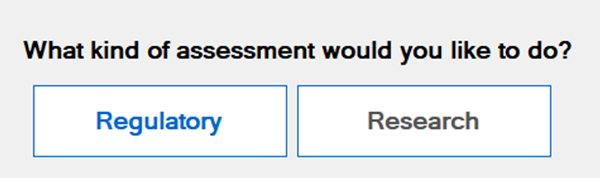 What kind of assessment would you like to do?
Regulatory Research